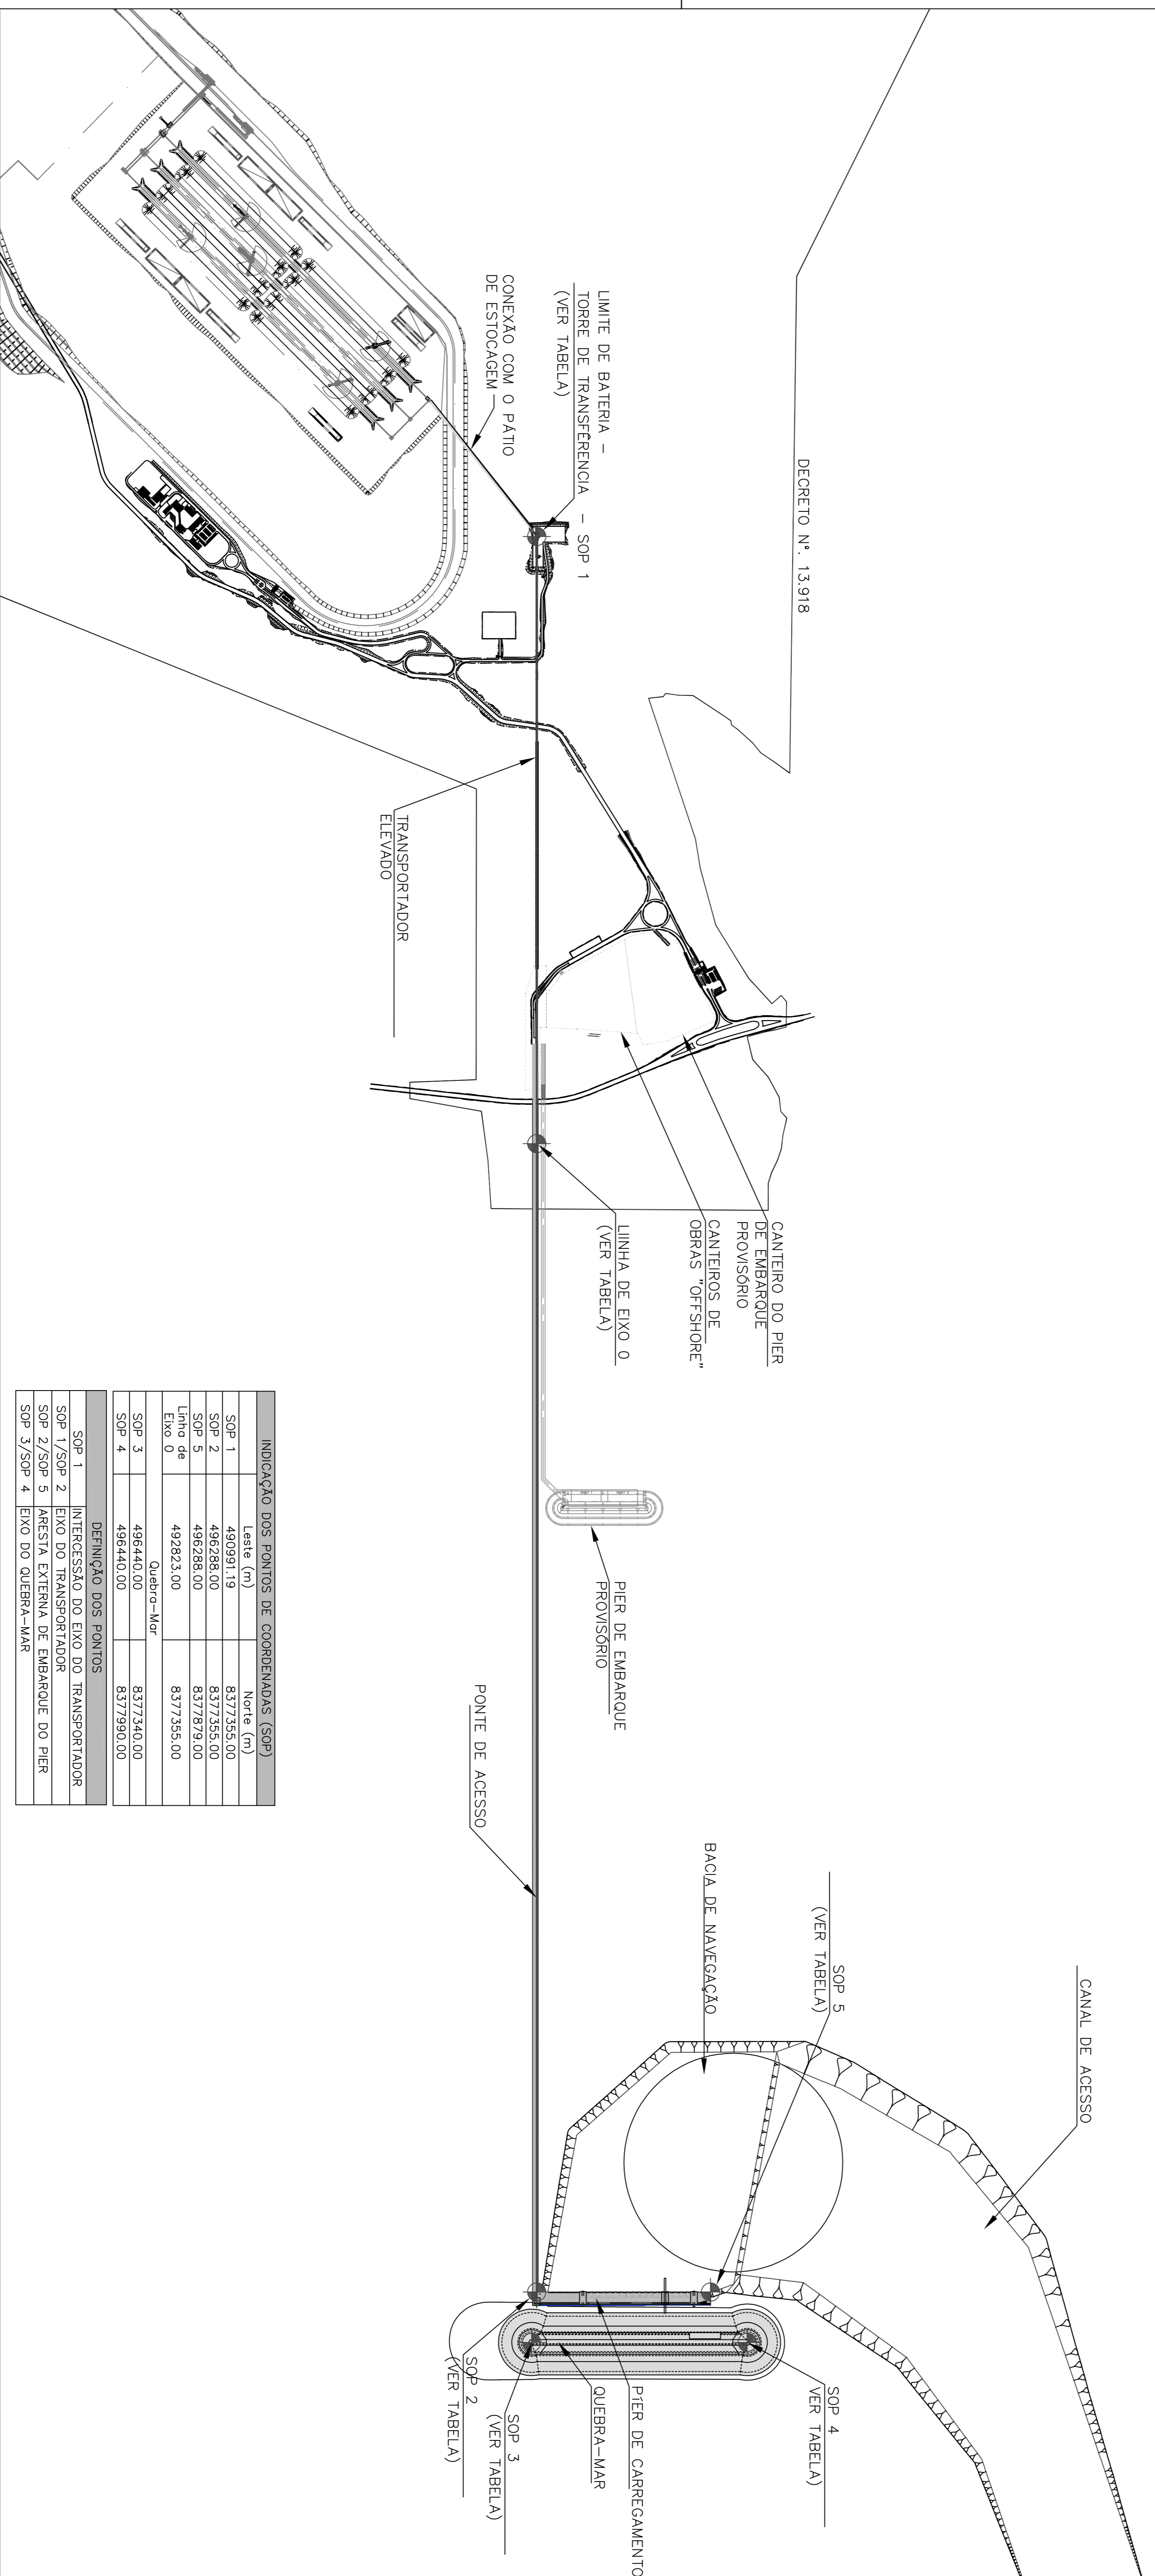 DECRETO Nº. 13.918
LIMITE DE BATERIA –
TORRE DE TRANSFÊRENCIA – SOP 1
(VER TABELA)
CONEXÃO COM O PÁTIO
DE ESTOCAGEM
TRANSPORTADOR
ELEVADO
CANTEIRO DO PIER
DE EMBARQUE
PROVISÓRIO
CANTEIROS DE
OBRAS "OFFSHORE"
LIINHA DE EIXO 0
(VER TABELA)
PIER DE EMBARQUE
PROVISÓRIO
PONTE DE ACESSO
CANAL DE ACESSO
SOP 5
(VER TABELA)
BACIA DE NAVEGAÇÃO
SOP 4
VER TABELA)
PÍER DE CARREGAMENTO
QUEBRA–MAR
SOP 3
(VER TABELA)
SOP 2
(VER TABELA)
INDICAÇÃO DOS PONTOS DE COORDENADAS (SOP)
Leste (m) Norte (m)
SOP 1 490991.19 8377355.00
SOP 2 496288.00 8377355.00
SOP 5 496288.00 8377879.00
Linha de
Eixo 0 492823.00 8377355.00
Quebra–Mar
SOP 3 496440.00 8377340.00
SOP 4 496440.00 8377990.00
DEFINIÇÃO DOS PONTOS
SOP 1 INTERCESSÃO DO EIXO DO TRANSPORTADOR
SOP 1/SOP 2 EIXO DO TRANSPORTADOR
SOP 2/SOP 5 ARESTA EXTERNA DE EMBARQUE DO PIER
SOP 3/SOP 4 EIXO DO QUEBRA–MAR